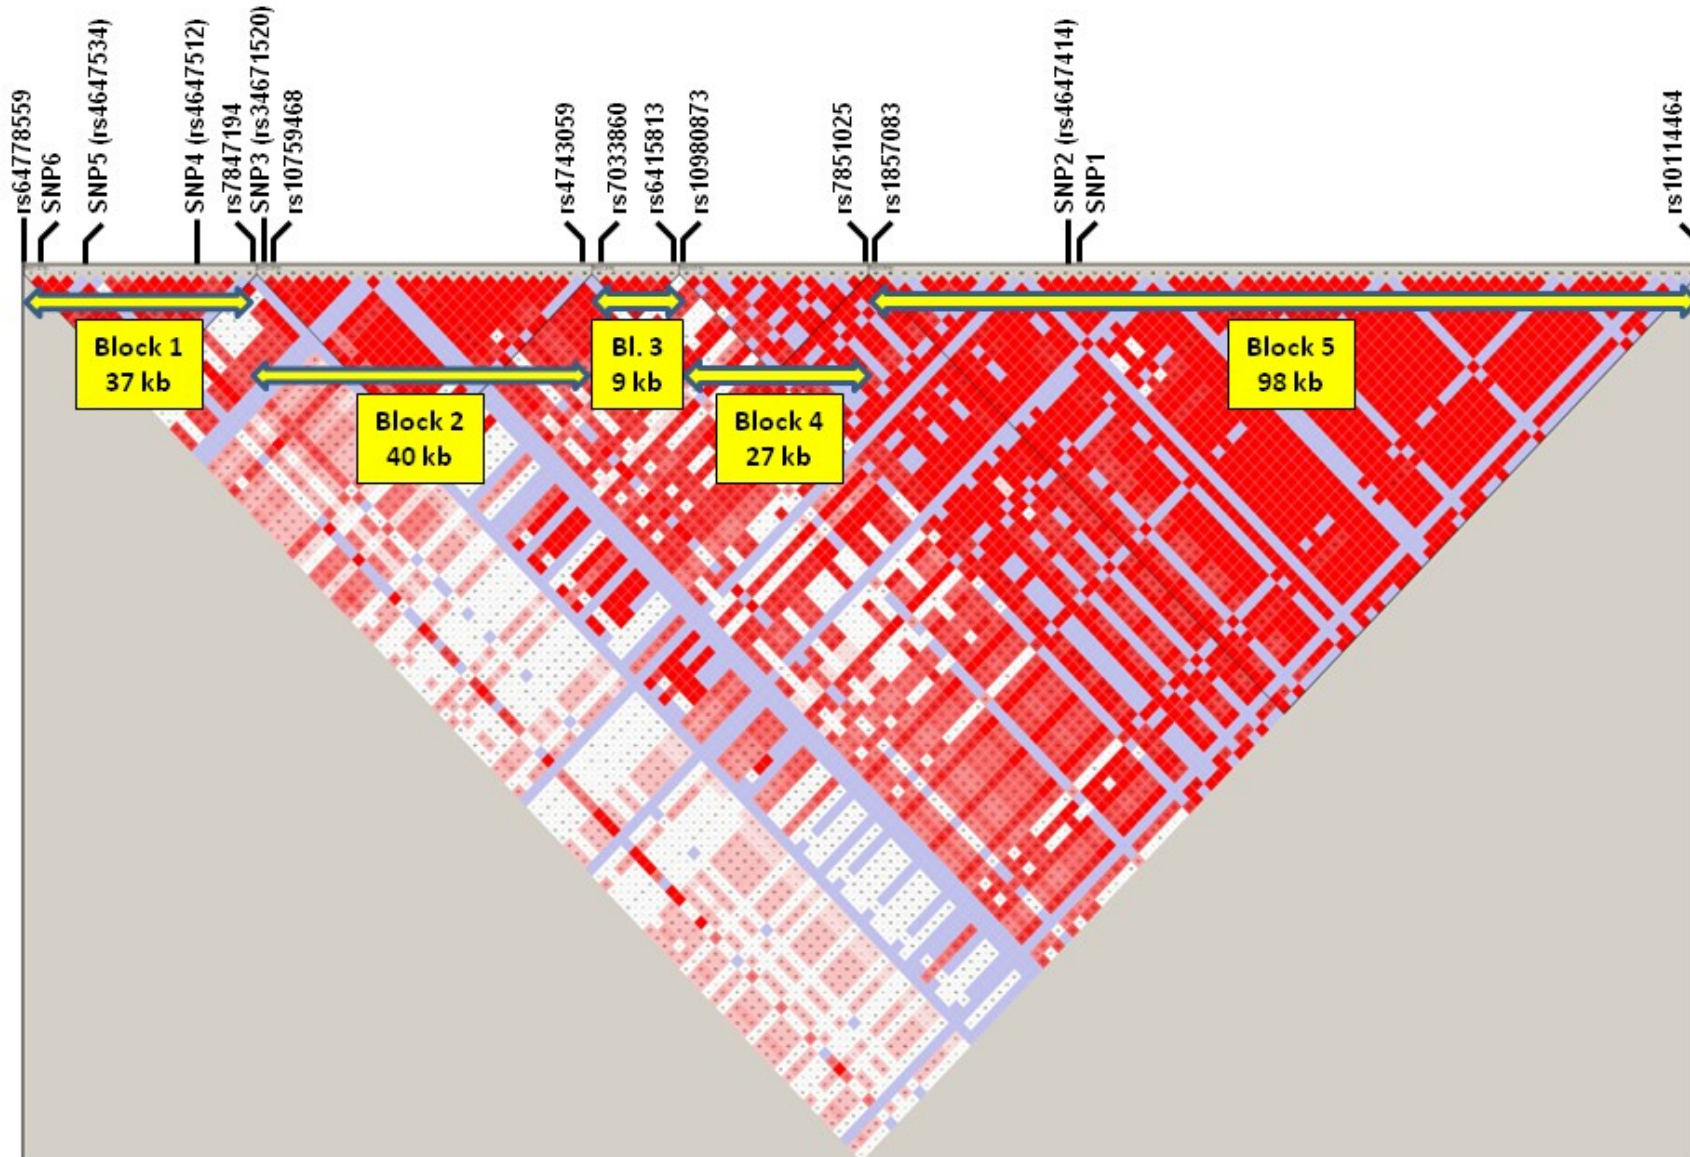 rs64778559
SNP6
SNP5 (rs4647534)
SNP4 (rs4647512)
rs7847194
SNP3 (rs34671520)
rs10759468
rs4743059
rs7033860
rs6415813
rs10980873
rs7851025
rs1857083
SNP2 (rs4647414)
SNP1
rs10114464
Block 1
37 kb
Block 2
40 kb
Bl. 3
9 kb
Block 4
27 kb
Block 5
98 kb